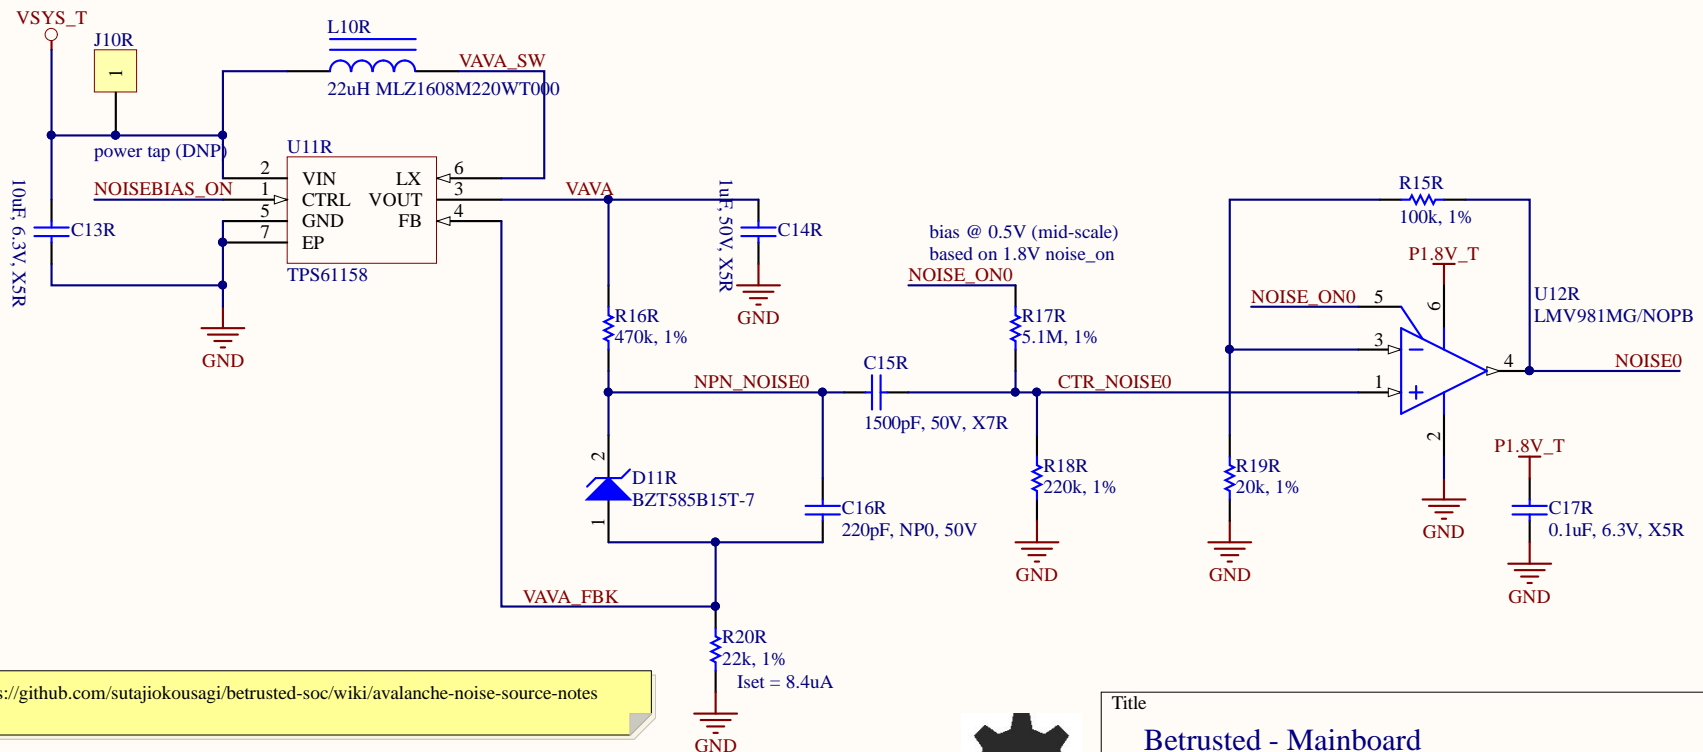 VSYS_T
J10R
1
power tap (DNP)
L10R
VAVA_SW
22uH MLZ1608M220WT000
U11R
2
VIN
LX
6
NOISEBIAS_ON
1
CTRL
VOUT
3
VAVA
5
GND
FB
4
7
EP
TPS61158
10uF, 6.3V, X5R
C13R
GND
1uF, 50V, X5R
C14R
GND
R16R
470k, 1%
bias @ 0.5V (mid-scale)
based on 1.8V noise_on
NOISE_ON0
R17R
5.1M, 1%
R15R
100k, 1%
P1.8V_T
NOISE_ON0
5
6
U12R
LMV981MG/NOPB
3
4
NOISE0
1
2
GND
C15R
NPN_NOISE0
CTR_NOISE0
1500pF, 50V, X7R
2
D11R
BZT585B15T-7
1
C16R
220pF, NP0, 50V
R18R
220k, 1%
GND
R19R
20k, 1%
GND
P1.8V_T
C17R
0.1uF, 6.3V, X5R
GND
VAVA_FBK
R20R
22k, 1%
Iset = 8.4uA
GND
s://github.com/sutajiokousagi/betrusted-soc/wiki/avalanche-noise-source-notes
Title
Betrusted - Mainboard